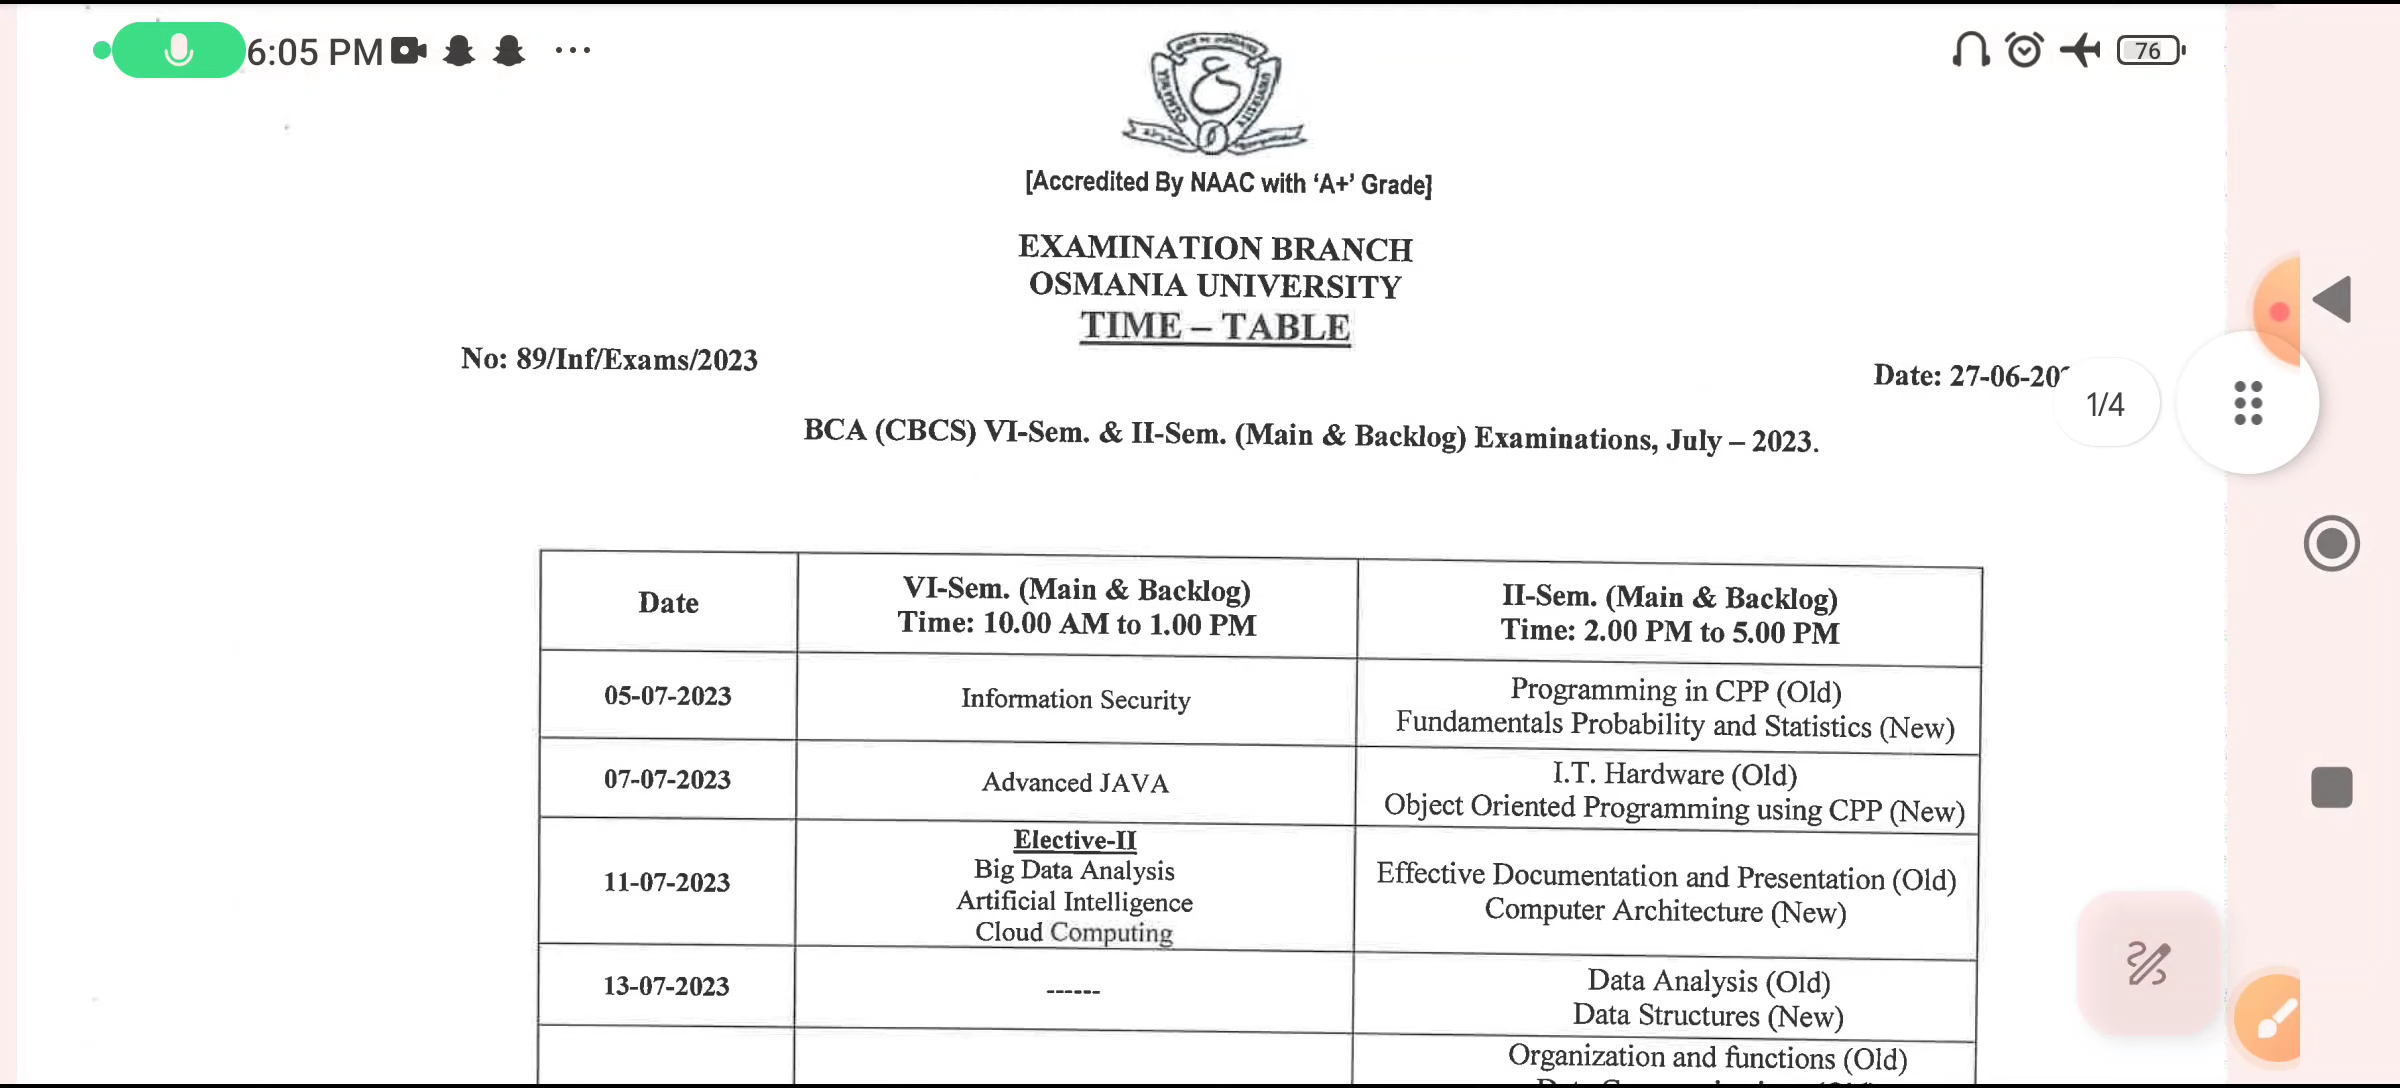 6:05 PM
76
OSMANIA
UNIVERSITY
[Accredited By NAAC with ‘A+’ Grade]
EXAMINATION BRANCH
OSMANIA UNIVERSITY
TIME – TABLE
No: 89/Inf/Exams/2023
Date: 27-06-20
1/4
BCA (CBCS) VI-Sem. & II-Sem. (Main & Backlog) Examinations, July – 2023.
Date
VI-Sem. (Main & Backlog)
Time: 10.00 AM to 1.00 PM
II-Sem. (Main & Backlog)
Time: 2.00 PM to 5.00 PM
05-07-2023
Information Security
Programming in CPP (Old)
Fundamentals Probability and Statistics (New)
07-07-2023
Advanced JAVA
I.T. Hardware (Old)
Object Oriented Programming using CPP (New)
11-07-2023
Elective-II
Big Data Analysis
Artificial Intelligence
Cloud Computing
Effective Documentation and Presentation (Old)
Computer Architecture (New)
13-07-2023
------
Data Analysis (Old)
Data Structures (New)
Organization and functions (Old)